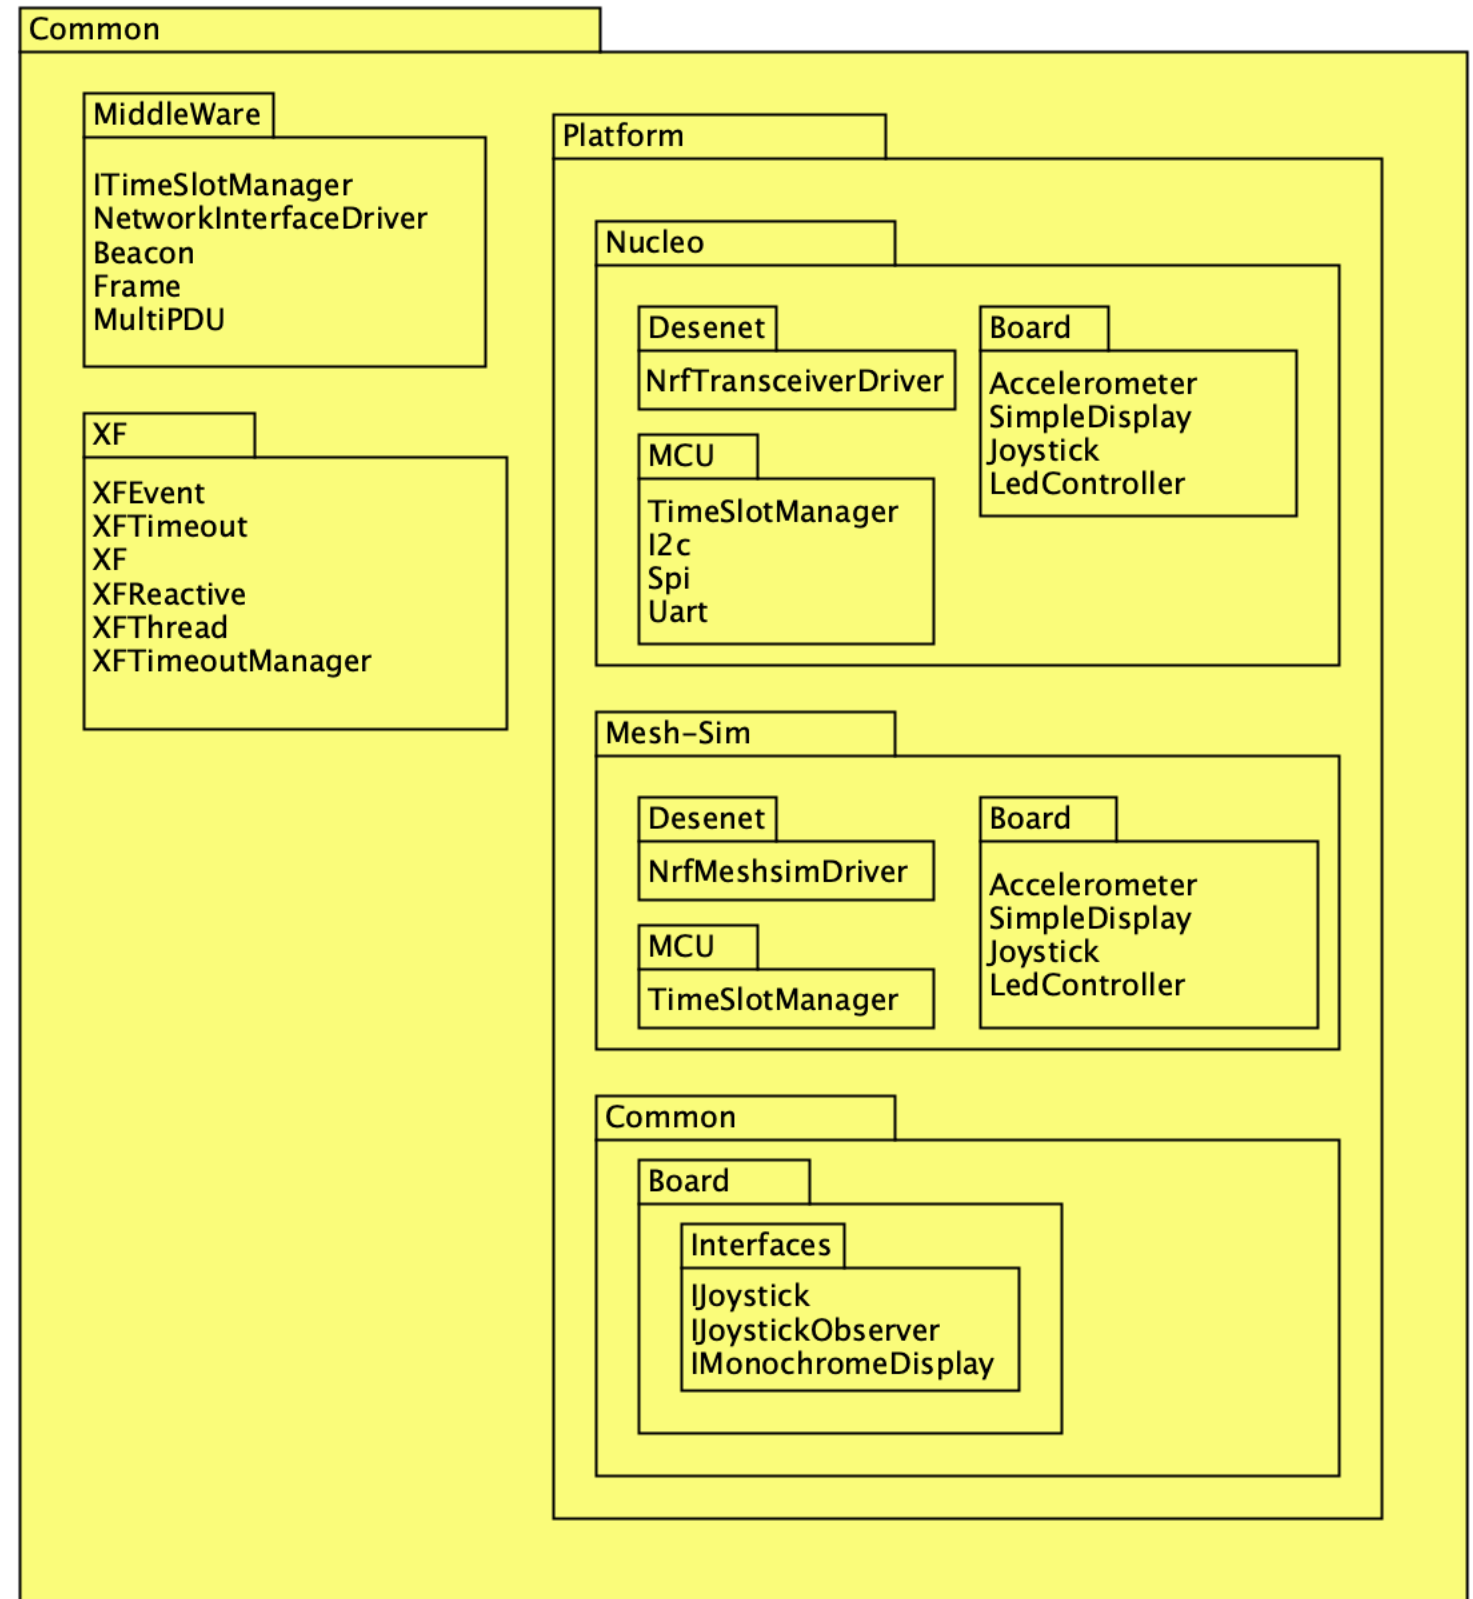 Common
MiddleWare
ITimeSlotManager
NetworkInterfaceDriver
Beacon
Frame
MultiPDU
XF
XFEvent
XFTimeout
XF
XFReactive
XFThread
XFTimeoutManager
Platform
Nucleo
Desenet
NrfTransceiverDriver
MCU
TimeSlotManager
I2c
Spi
Uart
Board
Accelerometer
SimpleDisplay
Joystick
LedController
Mesh-Sim
Desenet
NrfMeshsimDriver
MCU
TimeSlotManager
Board
Accelerometer
SimpleDisplay
Joystick
LedController
Common
Board
Interfaces
IJoystick
IJoystickObserver
IMonochromeDisplay